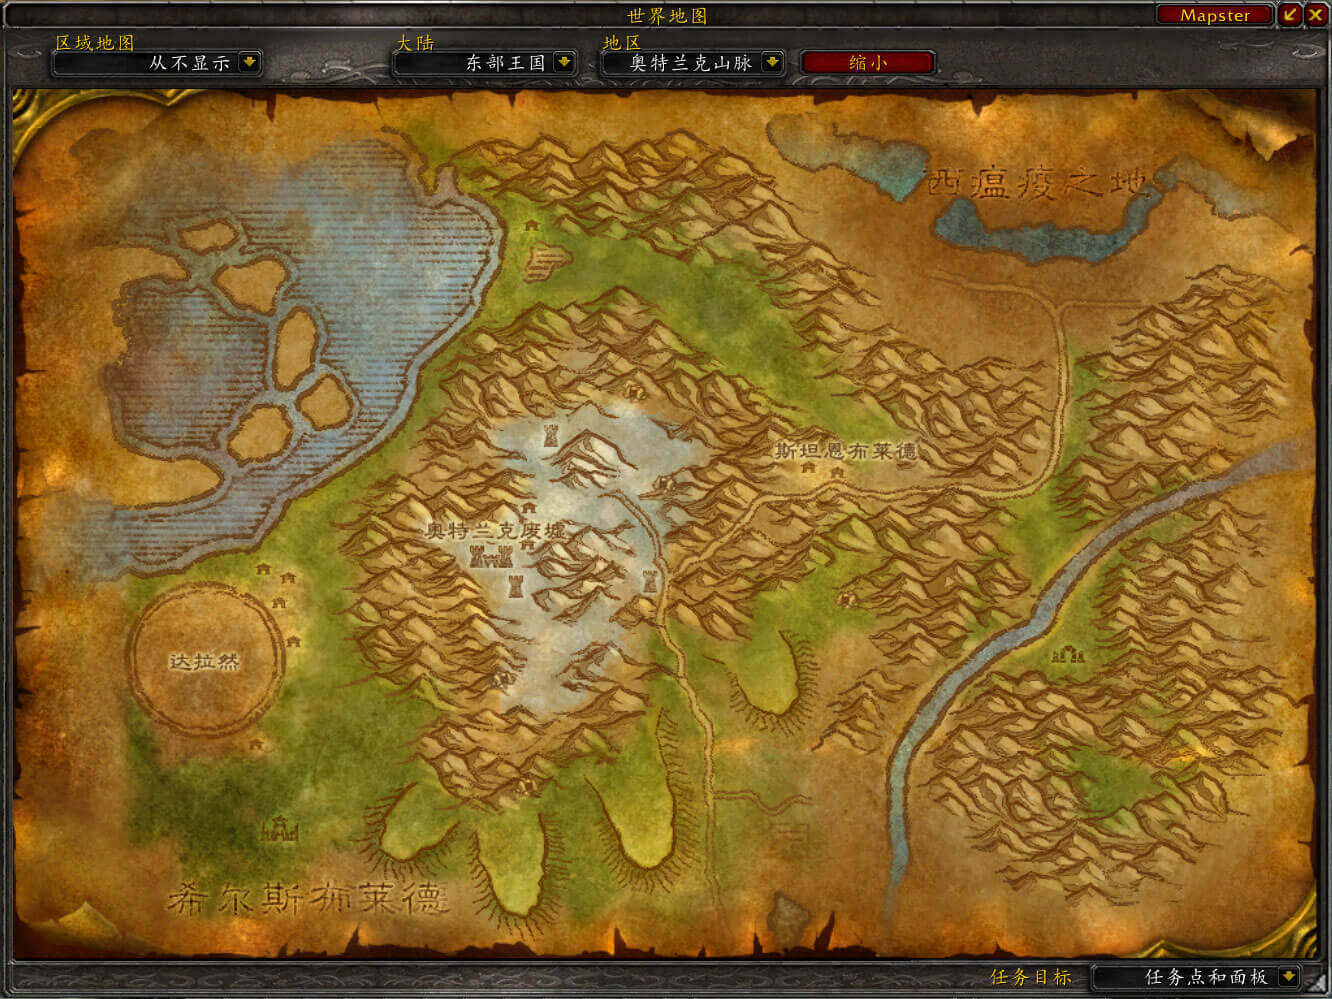 世界地图
Mapster
区域地图
大陆
地区
从不显示
东部王国
奥特兰克山脉
缩小
西瘟疫之地
斯坦恩布莱德
奥特兰克废墟
达拉然
希尔斯布莱德
任务目标
任务点和面板